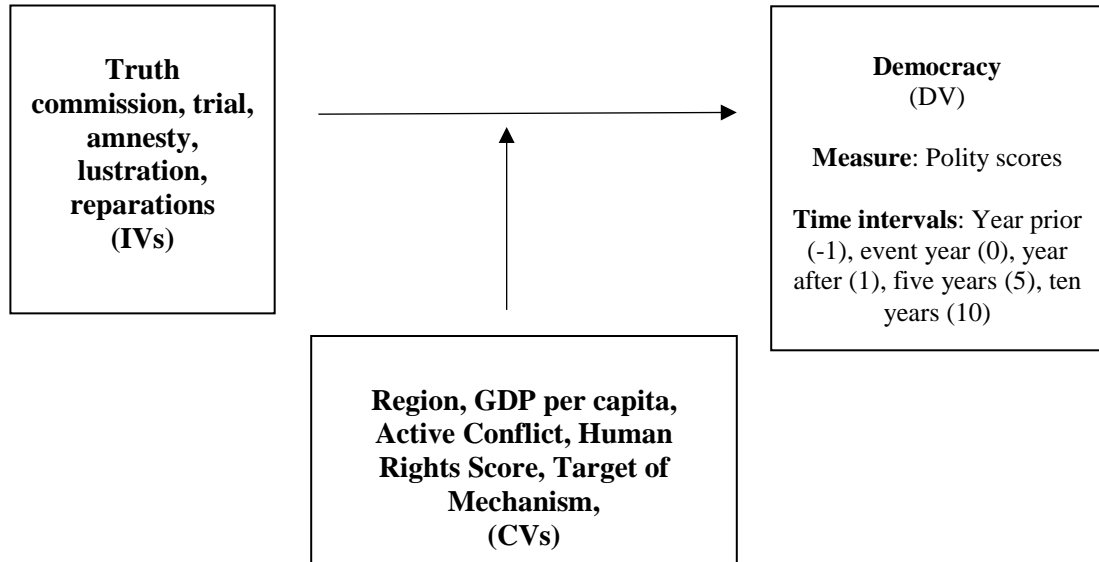 Truth
commission, trial,
amnesty,
lustration,
reparations
(IVs)
Democracy
(DV)
Measure: Polity scores
Time intervals: Year prior
(-1), event year (0), year
after (1), five years (5), ten
years (10)
Region, GDP per capita,
Active Conflict, Human
Rights Score, Target of
Mechanism,
(CVs)